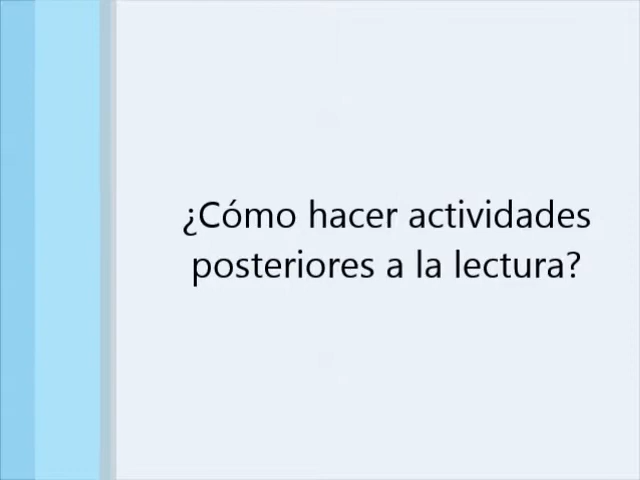 ¿Cómo hacer actividades
posteriores a la lectura?